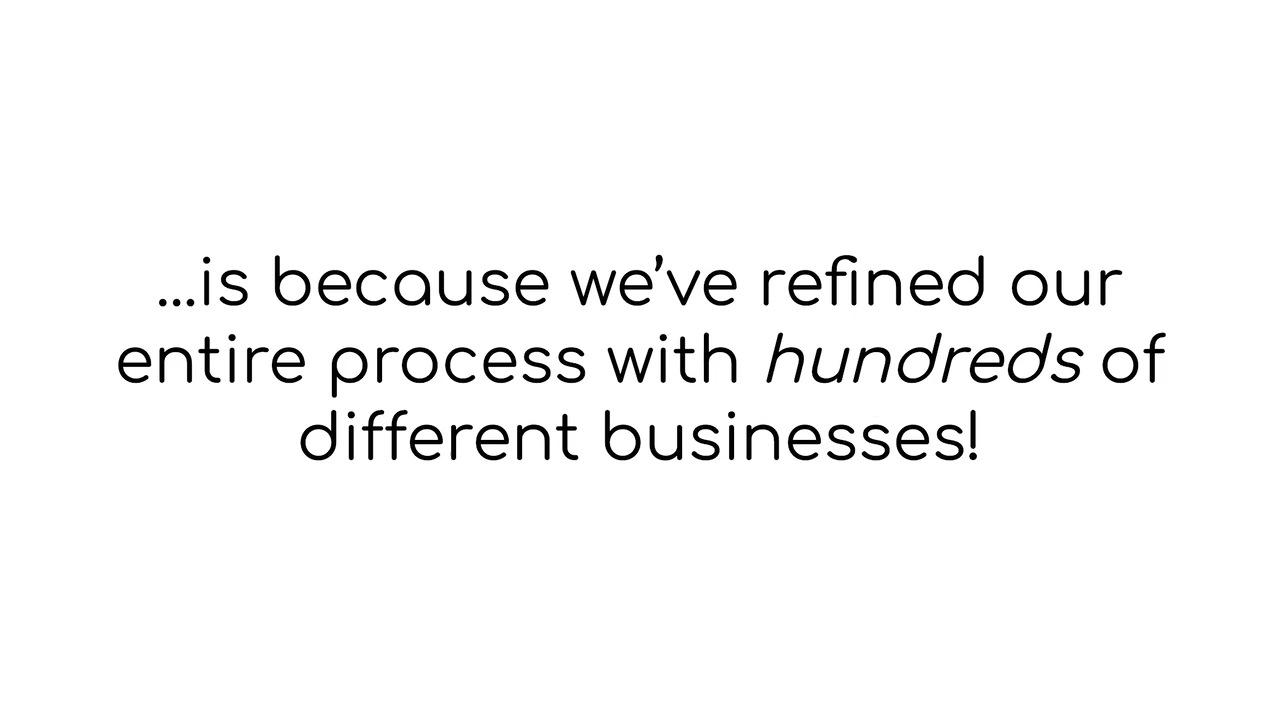 ...is because we’ve refined our
entire process with hundreds of
different businesses!